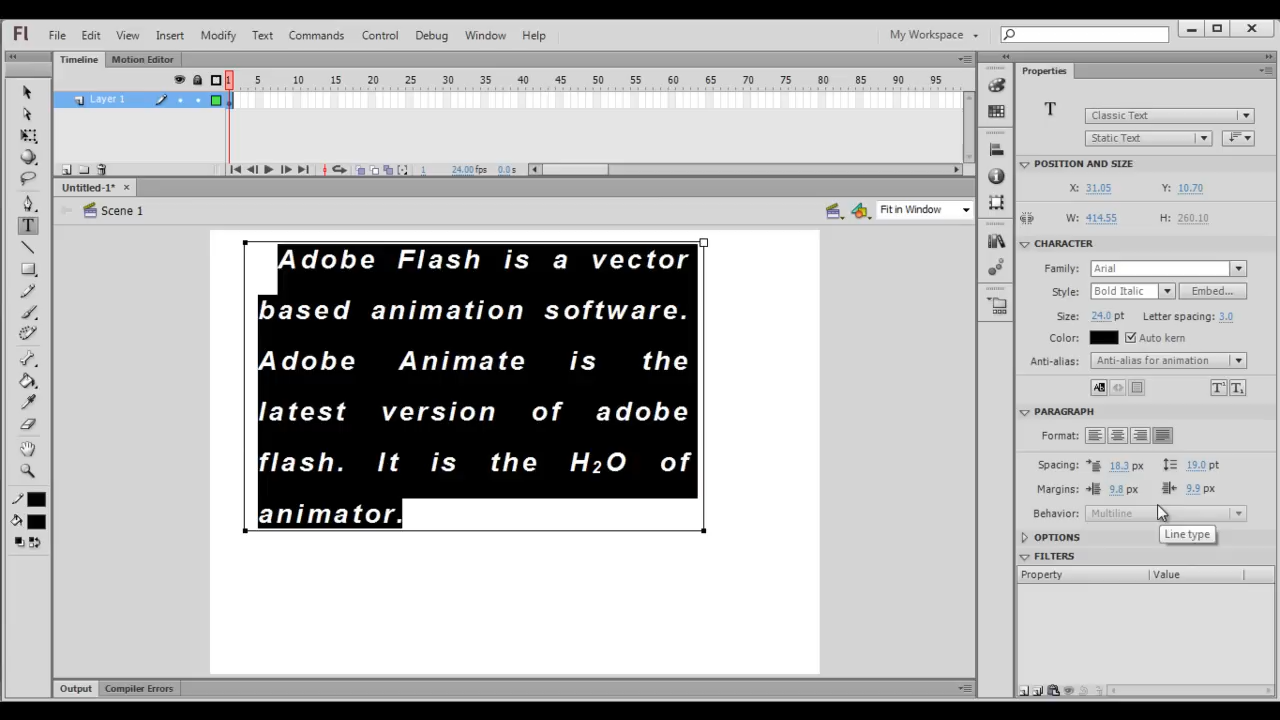 Fl File Edit View Insert Modify Text Commands Control Debug Window Help My Workspace
Timeline Motion Editor
1 5 10 15 20 25 30 35 40 45 50 55 60 65 70 75 80 85 90 95
Layer 1
1 24.00 fps 0.0 s
Untitled-1*
Scene 1 Fit in Window
Adobe Flash is a vector
based animation software.
Adobe Animate is the
latest version of adobe
flash. It is the H₂O of
animator.
Output Compiler Errors
Properties
T Classic Text
Static Text
POSITION AND SIZE
X: 31.05 Y: 10.70
W: 414.55 H: 260.10
CHARACTER
Family: Arial
Style: Bold Italic Embed...
Size: 24.0 pt Letter spacing: 3.0
Color: Auto kern
Anti-alias: Anti-alias for animation
PARAGRAPH
Format:
Spacing: 18.3 px 19.0 pt
Margins: 9.8 px 9.9 px
Behavior: Multiline
Line type
OPTIONS
FILTERS
Property Value